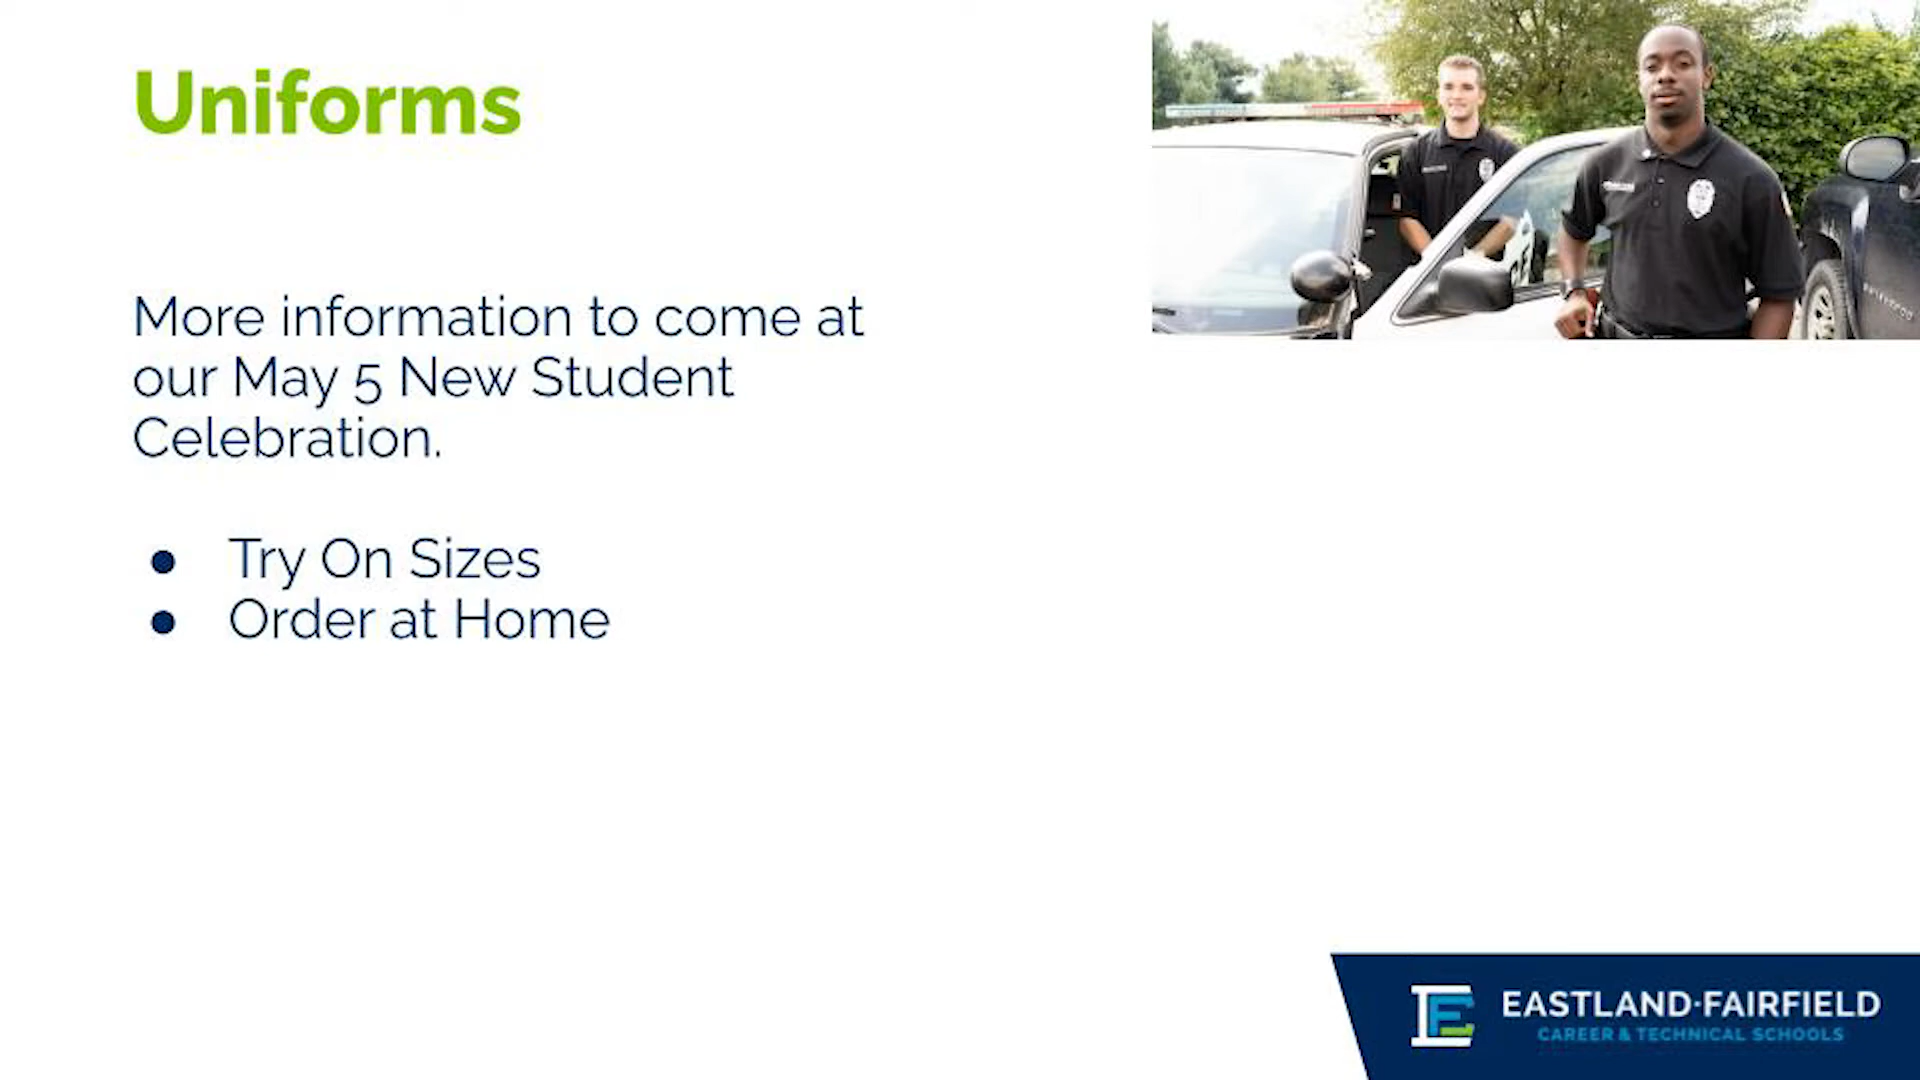 Uniforms
More information to come at
our May 5 New Student
Celebration.
● Try On Sizes
● Order at Home
EASTLAND·FAIRFIELD
CAREER & TECHNICAL SCHOOLS